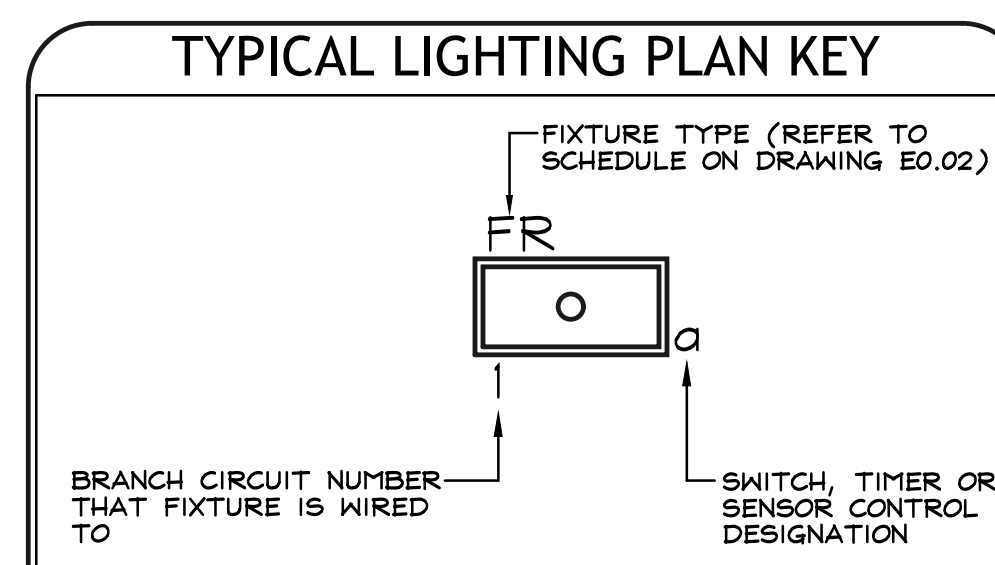 TYPICAL LIGHTING PLAN KEY
FIXTURE TYPE (REFER TO
SCHEDULE ON DRAWING E0.02)
FR
a
1
BRANCH CIRCUIT NUMBER
THAT FIXTURE IS WIRED
TO
SWITCH, TIMER OR
SENSOR CONTROL
DESIGNATION